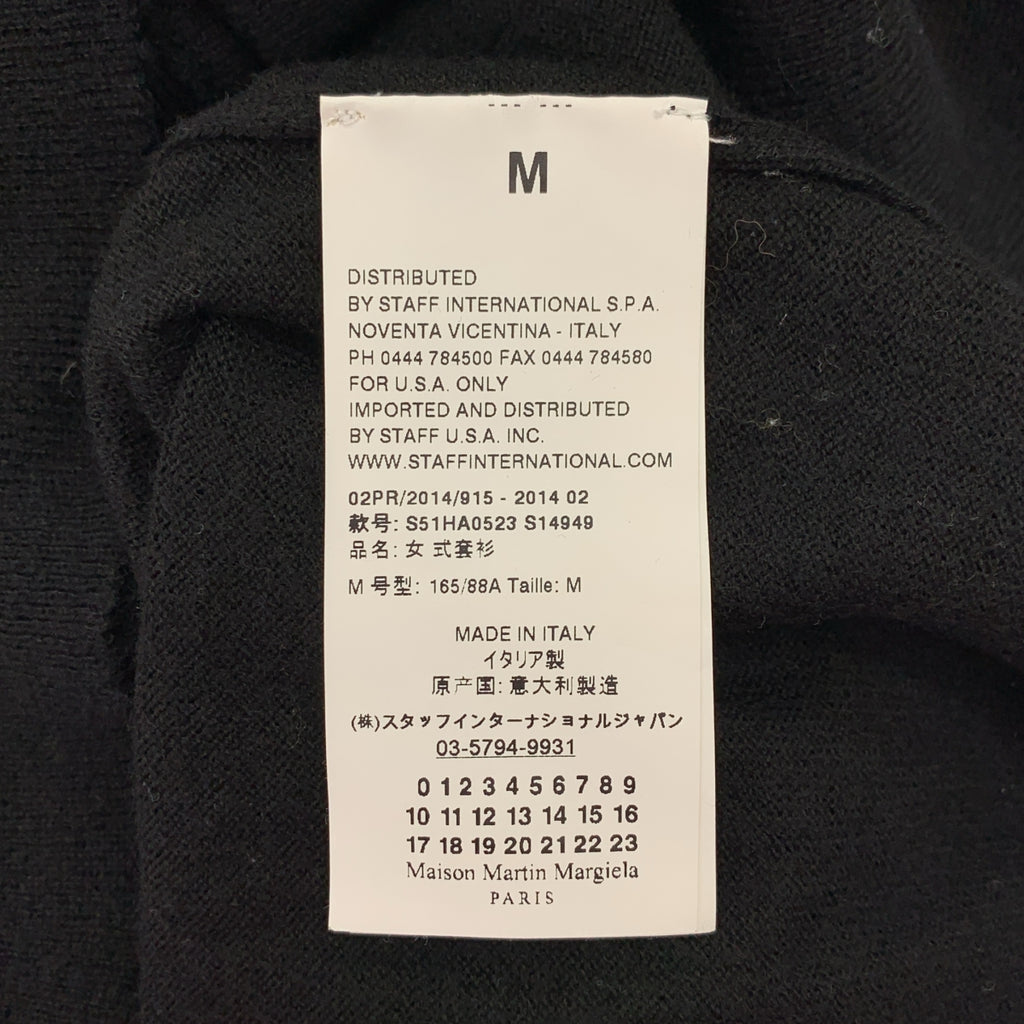 M
DISTRIBUTED
BY STAFF INTERNATIONAL S.P.A.
NOVENTA VICENTINA - ITALY
PH 0444 784500 FAX 0444 784580
FOR U.S.A. ONLY
IMPORTED AND DISTRIBUTED
BY STAFF U.S.A. INC.
WWW.STAFFINTERNATIONAL.COM
02PR/2014/915 - 2014 02
款号: S51HA0523 S14949
品名: 女 式套衫
M 号型: 165/88A Taille: M
MADE IN ITALY
イタリア製
原产国: 意大利製造
(株)スタッフインターナショナルジャパン
03-5794-9931
0 1 2 3 4 5 6 7 8 9
10 11 12 13 14 15 16
17 18 19 20 21 22 23
Maison Martin Margiela
PARIS